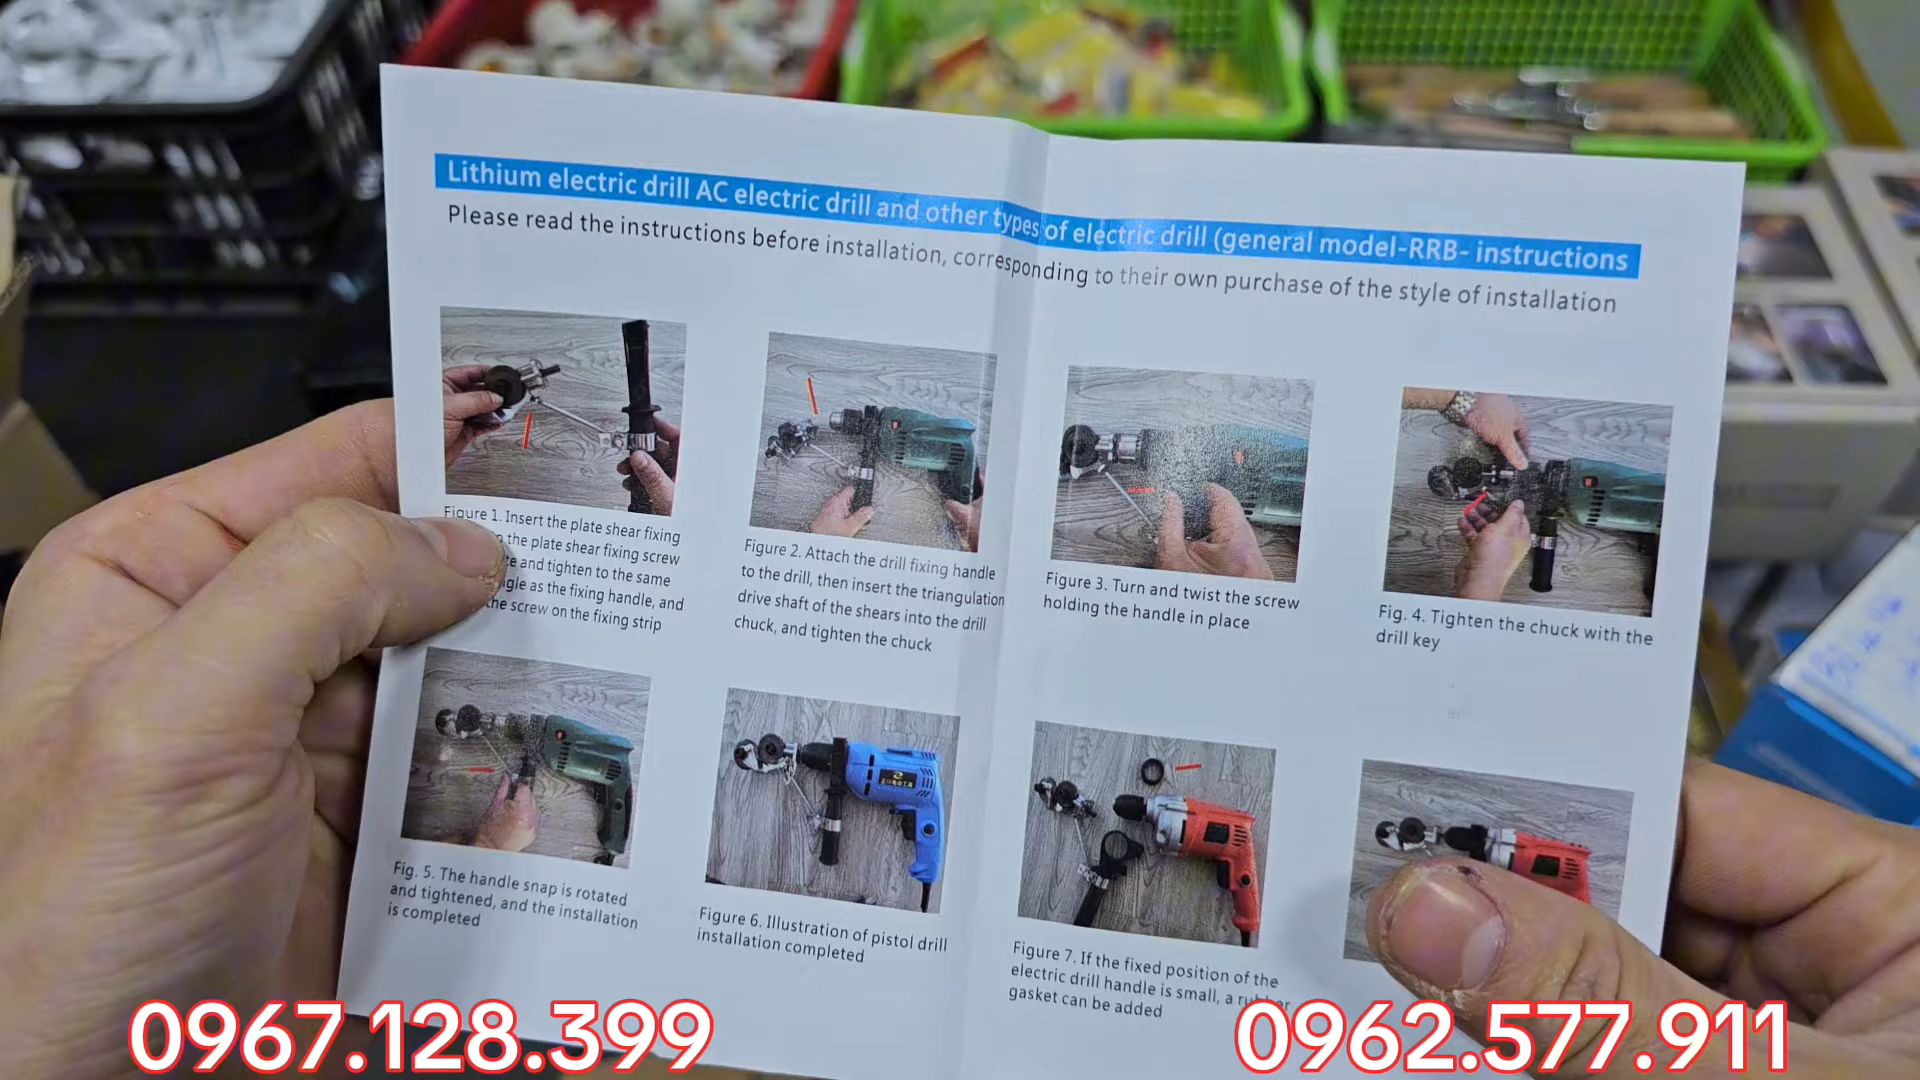 Lithium electric drill AC electric drill and other types of electric drill (general model-RRB- instructions
Please read the instructions before installation, corresponding to their own purchase of the style of installation
Figure 1. Insert the plate shear fixing
the plate shear fixing screw
and tighten to the same
as the fixing handle, and
the screw on the fixing strip
Figure 2. Attach the drill fixing handle
to the drill, then insert the triangulation
drive shaft of the shears into the drill
chuck, and tighten the chuck
Figure 3. Turn and twist the screw
holding the handle in place
Fig. 4. Tighten the chuck with the
drill key
Fig. 5. The handle snap is rotated
and tightened, and the installation
is completed
Figure 6. Illustration of pistol drill
installation completed
Figure 7. If the fixed position of the
electric drill handle is small, a rubber
gasket can be added
0967.128.399
0962.577.911